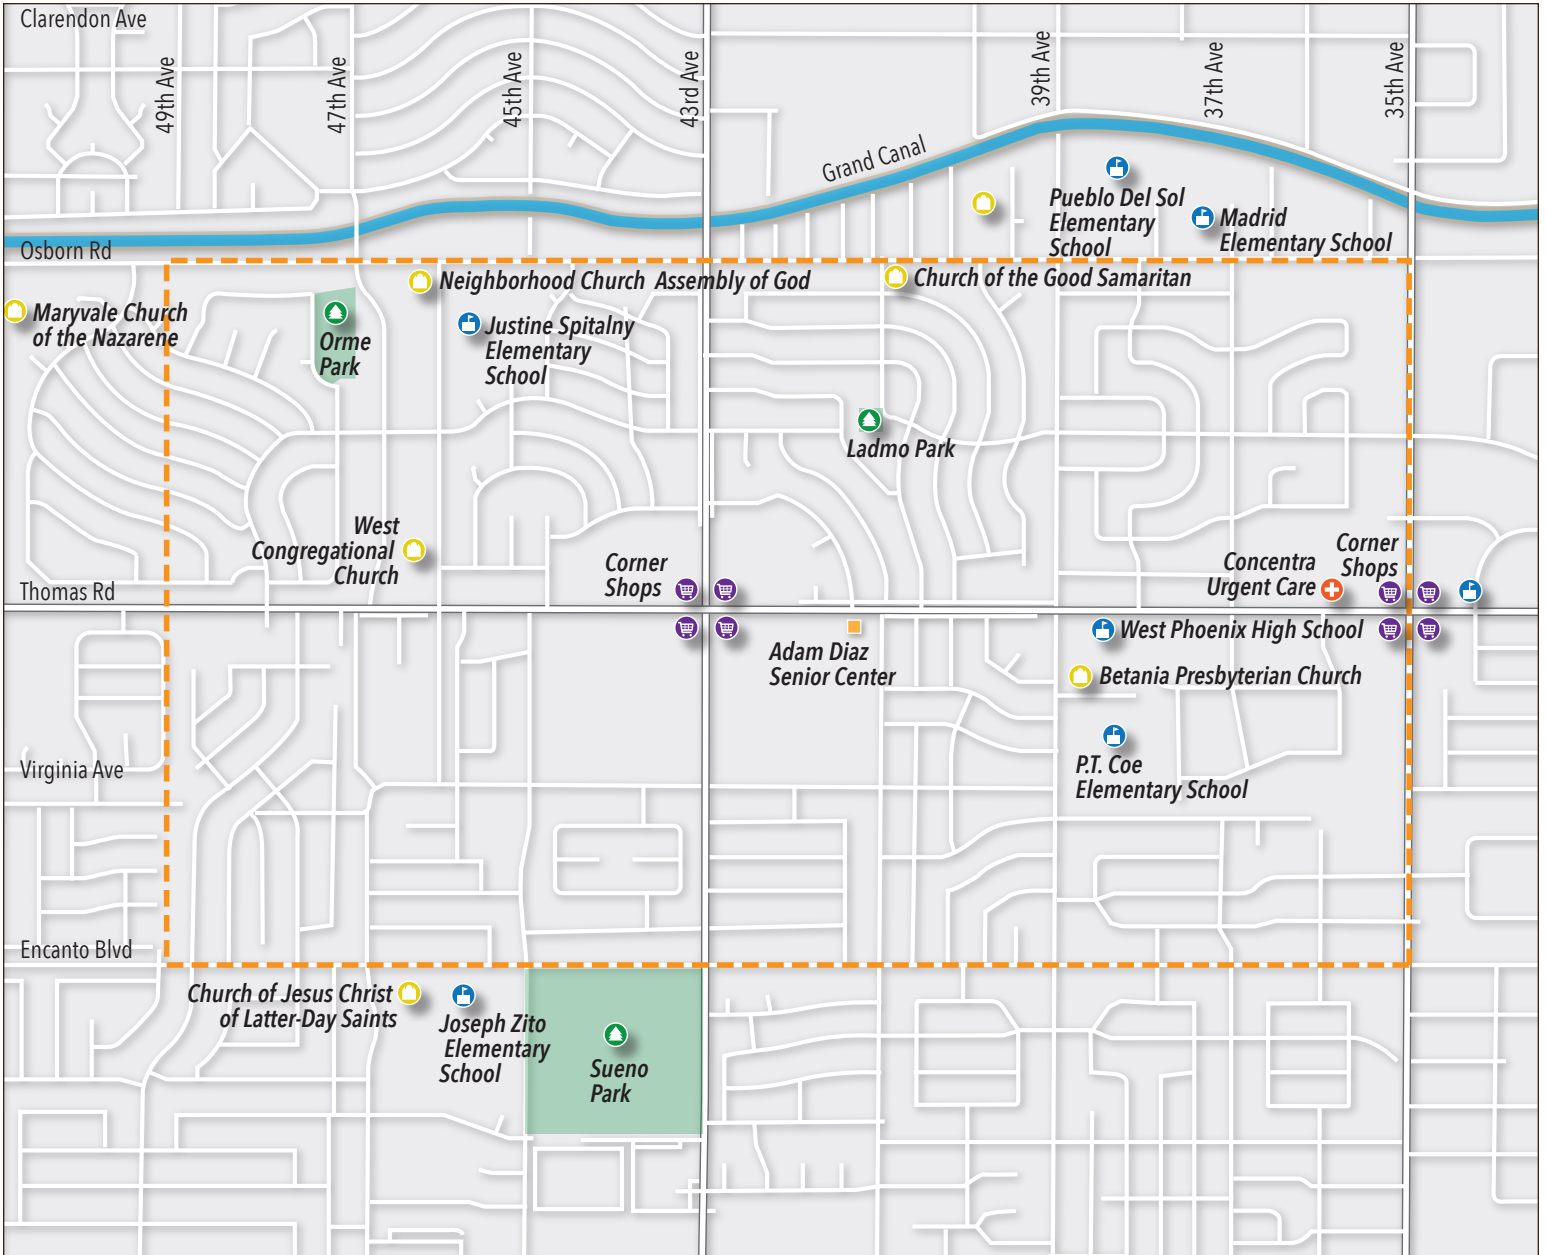 Clarendon Ave
49th Ave
47th Ave
45th Ave
43rd Ave
39th Ave
37th Ave
35th Ave
Grand Canal
Pueblo Del Sol
Elementary
School
Madrid
Elementary School
Osborn Rd
Neighborhood Church Assembly of God
Church of the Good Samaritan
Maryvale Church
of the Nazarene
Orme
Park
Justine Spitalny
Elementary
School
Ladmo Park
West
Congregational
Church
Corner
Shops
Concentra
Urgent Care
Corner
Shops
Thomas Rd
Adam Diaz
Senior Center
West Phoenix High School
Betania Presbyterian Church
P.T. Coe
Elementary School
Virginia Ave
Encanto Blvd
Church of Jesus Christ
of Latter-Day Saints
Joseph Zito
Elementary
School
Sueno
Park